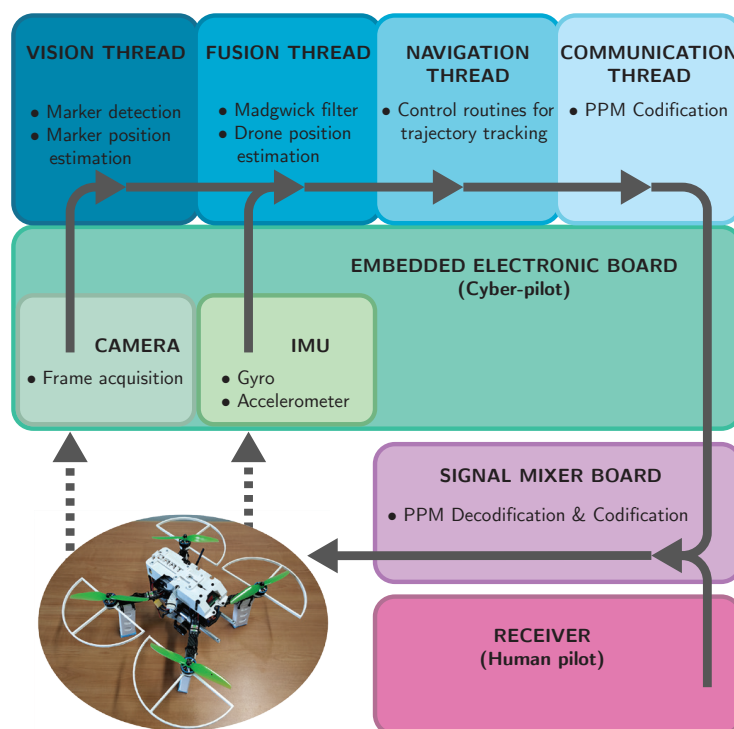 VISION THREAD
• Marker detection
• Marker position
estimation
FUSION THREAD
• Madgwick filter
• Drone position
estimation
NAVIGATION
THREAD
• Control routines for
trajectory tracking
COMMUNICATION
THREAD
• PPM Codification
EMBEDDED ELECTRONIC BOARD
(Cyber-pilot)
CAMERA
• Frame acquisition
IMU
• Gyro
• Accelerometer
SIGNAL MIXER BOARD
• PPM Decodification & Codification
RECEIVER
(Human pilot)